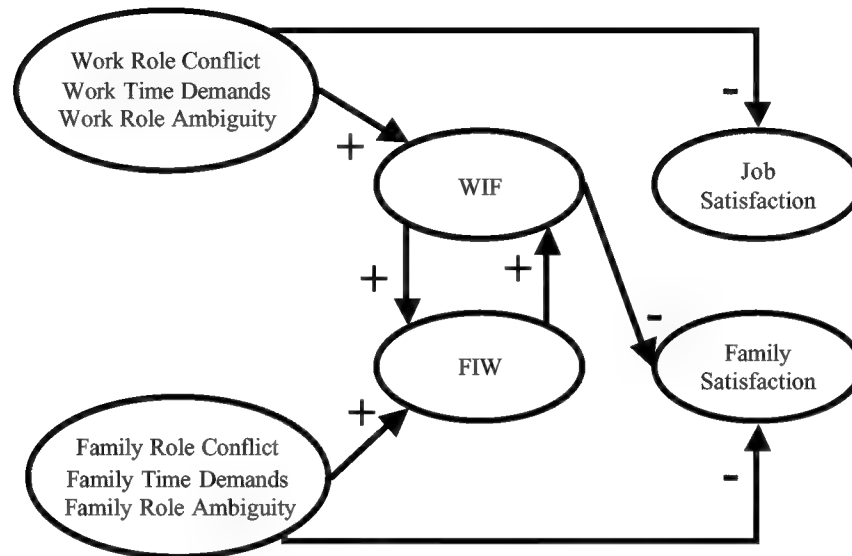 Work Role Conflict
Work Time Demands
Work Role Ambiguity
-
Job
Satisfaction
+
WIF
+
+
-
Family
Satisfaction
FIW
+
Family Role Conflict
Family Time Demands
Family Role Ambiguity
-